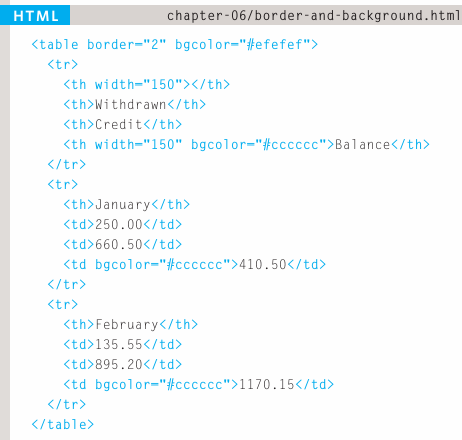 HTML chapter-06/border-and-background.html
<table border="2" bgcolor="#efefef">
  <tr>
    <th width="150"></th>
    <th>Withdrawn</th>
    <th>Credit</th>
    <th width="150" bgcolor="#cccccc">Balance</th>
  </tr>
  <tr>
    <th>January</th>
    <td>250.00</td>
    <td>660.50</td>
    <td bgcolor="#cccccc">410.50</td>
  </tr>
  <tr>
    <th>February</th>
    <td>135.55</td>
    <td>895.20</td>
    <td bgcolor="#cccccc">1170.15</td>
  </tr>
</table>